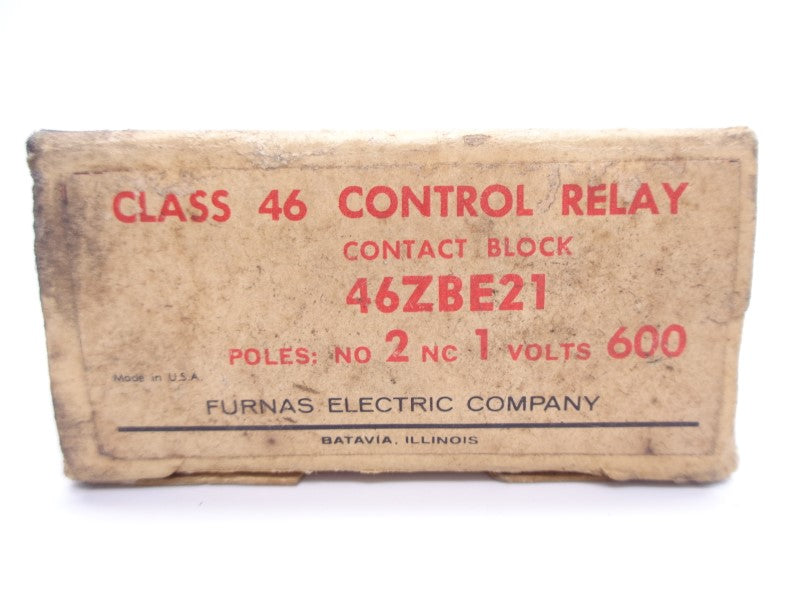 CLASS 46 CONTROL RELAY
CONTACT BLOCK
46ZBE21
POLES: NO 2 NC 1 VOLTS 600
Made in U.S.A.
FURNAS ELECTRIC COMPANY
BATAVIA, ILLINOIS